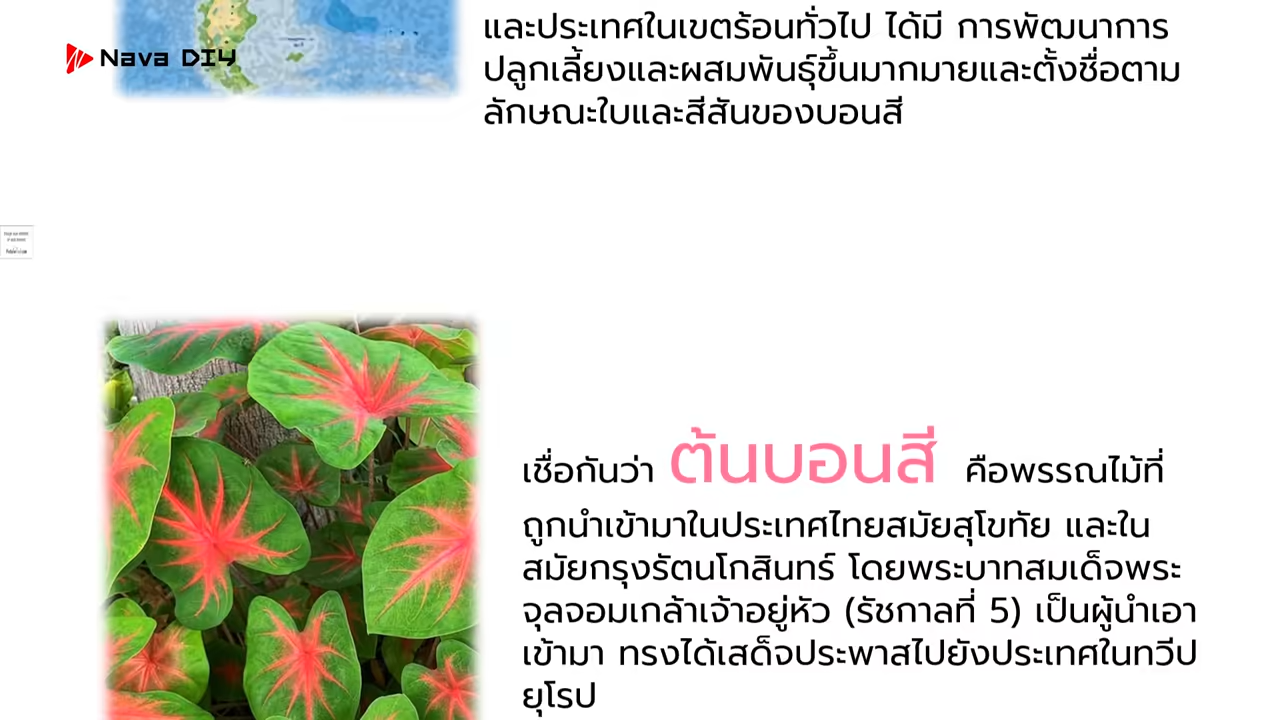 Nava DIY
และประเทศในเขตร้อนทั่วไป ได้มี การพัฒนาการ
ปลูกเลี้ยงและผสมพันธุ์ขึ้นมากมายและตั้งชื่อตาม
ลักษณะใบและสีสันของบอนสี
เชื่อกันว่า ต้นบอนสี คือพรรณไม้ที่
ถูกนำเข้ามาในประเทศไทยสมัยสุโขทัย และใน
สมัยกรุงรัตนโกสินทร์ โดยพระบาทสมเด็จพระ
จุลจอมเกล้าเจ้าอยู่หัว (รัชกาลที่ 5) เป็นผู้นำเอา
เข้ามา ทรงได้เสด็จประพาสไปยังประเทศในทวีป
ยุโรป